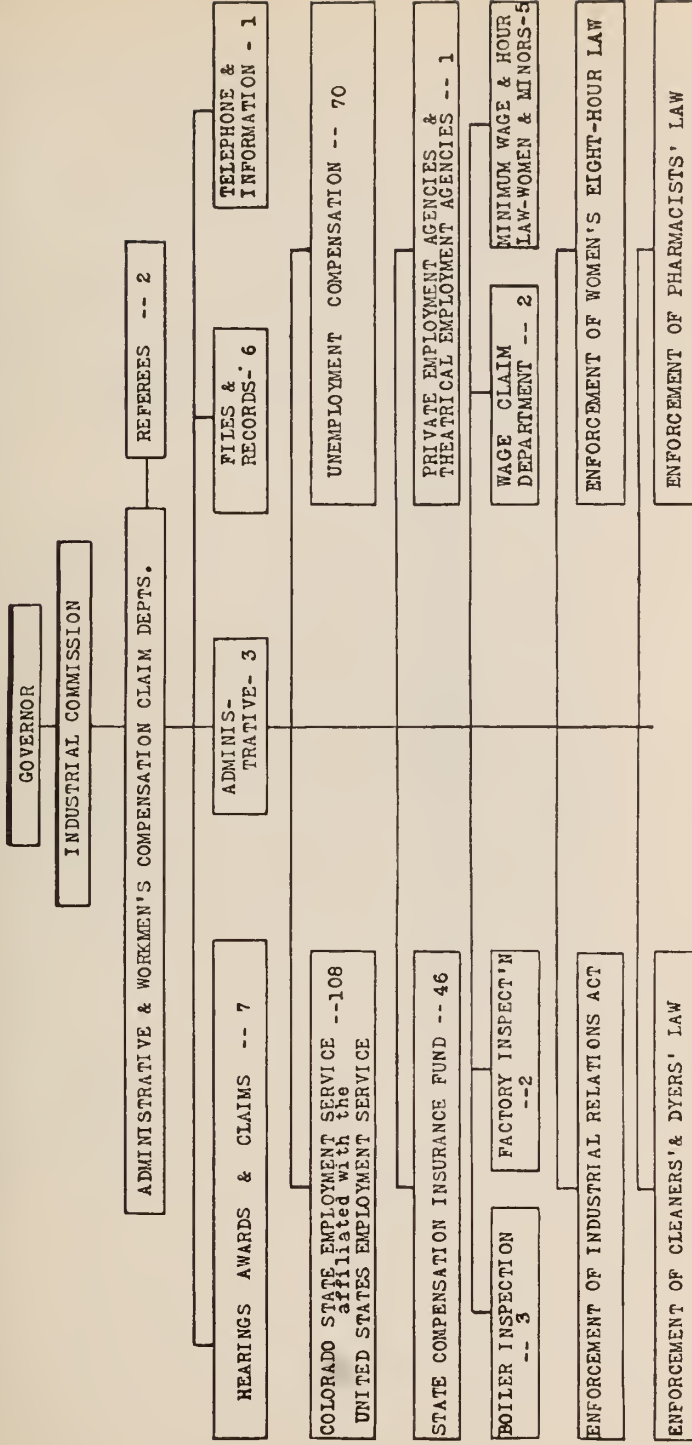 GOVERNOR
INDUSTRIAL COMMISSION
ADMINISTRATIVE & WORKMEN'S COMPENSATION CLAIM DEPTS.
REFEREES -- 2
HEARINGS AWARDS & CLAIMS -- 7
ADMINIS-
TRATIVE- 3
FILES &
RECORDS- 6
TELEPHONE &
INFORMATION - 1
COLORADO STATE EMPLOYMENT SERVICE --108
affiliated with the
UNITED STATES EMPLOYMENT SERVICE
UNEMPLOYMENT COMPENSATION -- 70
STATE COMPENSATION INSURANCE FUND -- 46
PRIVATE EMPLOYMENT AGENCIES &
THEATRICAL EMPLOYMENT AGENCIES -- 1
BOILER INSPECTION
-- 3
FACTORY INSPECT'N
--2
WAGE CLAIM
DEPARTMENT -- 2
MINIMUM WAGE & HOUR
LAW-WOMEN & MINORS-5
ENFORCEMENT OF INDUSTRIAL RELATIONS ACT
ENFORCEMENT OF WOMEN'S EIGHT-HOUR LAW
ENFORCEMENT OF CLEANERS'& DYERS' LAW
ENFORCEMENT OF PHARMACISTS' LAW